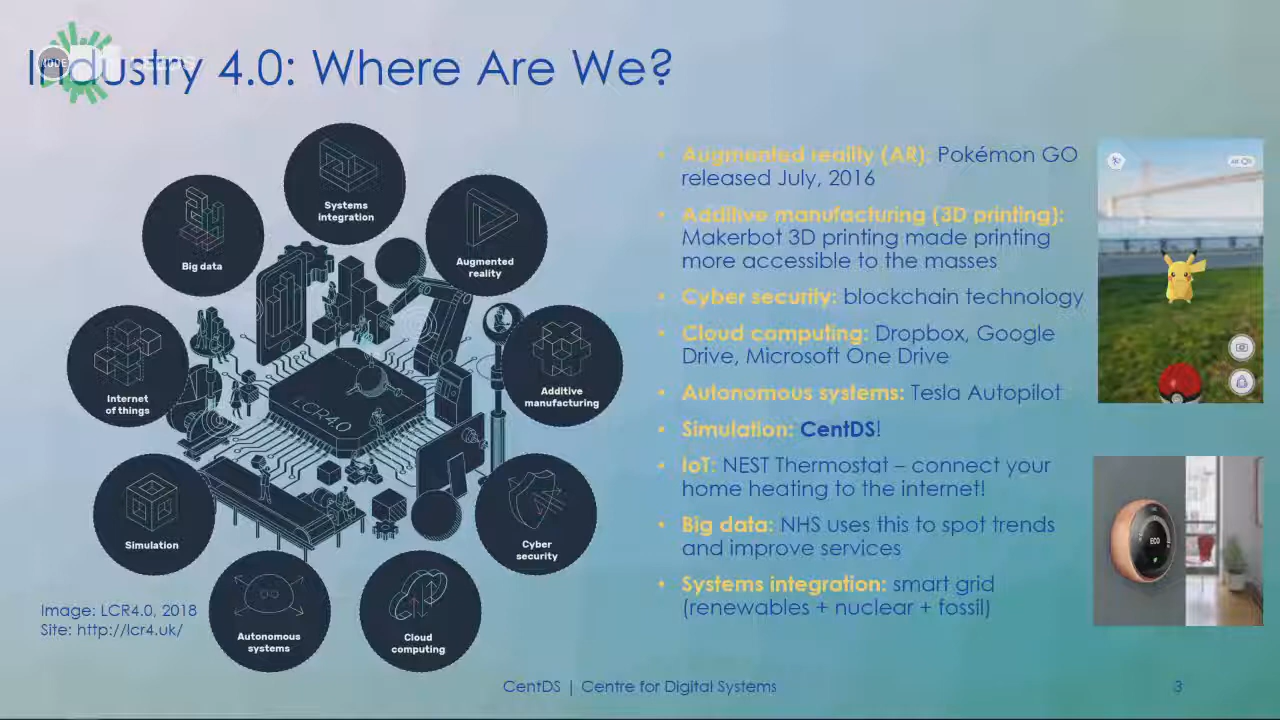 Industry 4.0: Where Are We?
Systems
integration
Big data
Augmented
reality
Internet
of things
Additive
manufacturing
LCR4.0
Simulation
Cyber
security
Autonomous
systems
Cloud
computing
Image: LCR4.0, 2018
Site: http://lcr4.uk/
• Augmented reality (AR): Pokémon GO
released July, 2016
• Additive manufacturing (3D printing):
Makerbot 3D printing made printing
more accessible to the masses
• Cyber security: blockchain technology
• Cloud computing: Dropbox, Google
Drive, Microsoft One Drive
• Autonomous systems: Tesla Autopilot
• Simulation: CentDS!
• IoT: NEST Thermostat – connect your
home heating to the internet!
• Big data: NHS uses this to spot trends
and improve services
• Systems integration: smart grid
(renewables + nuclear + fossil)
AR
ECO
CentDS | Centre for Digital Systems
3